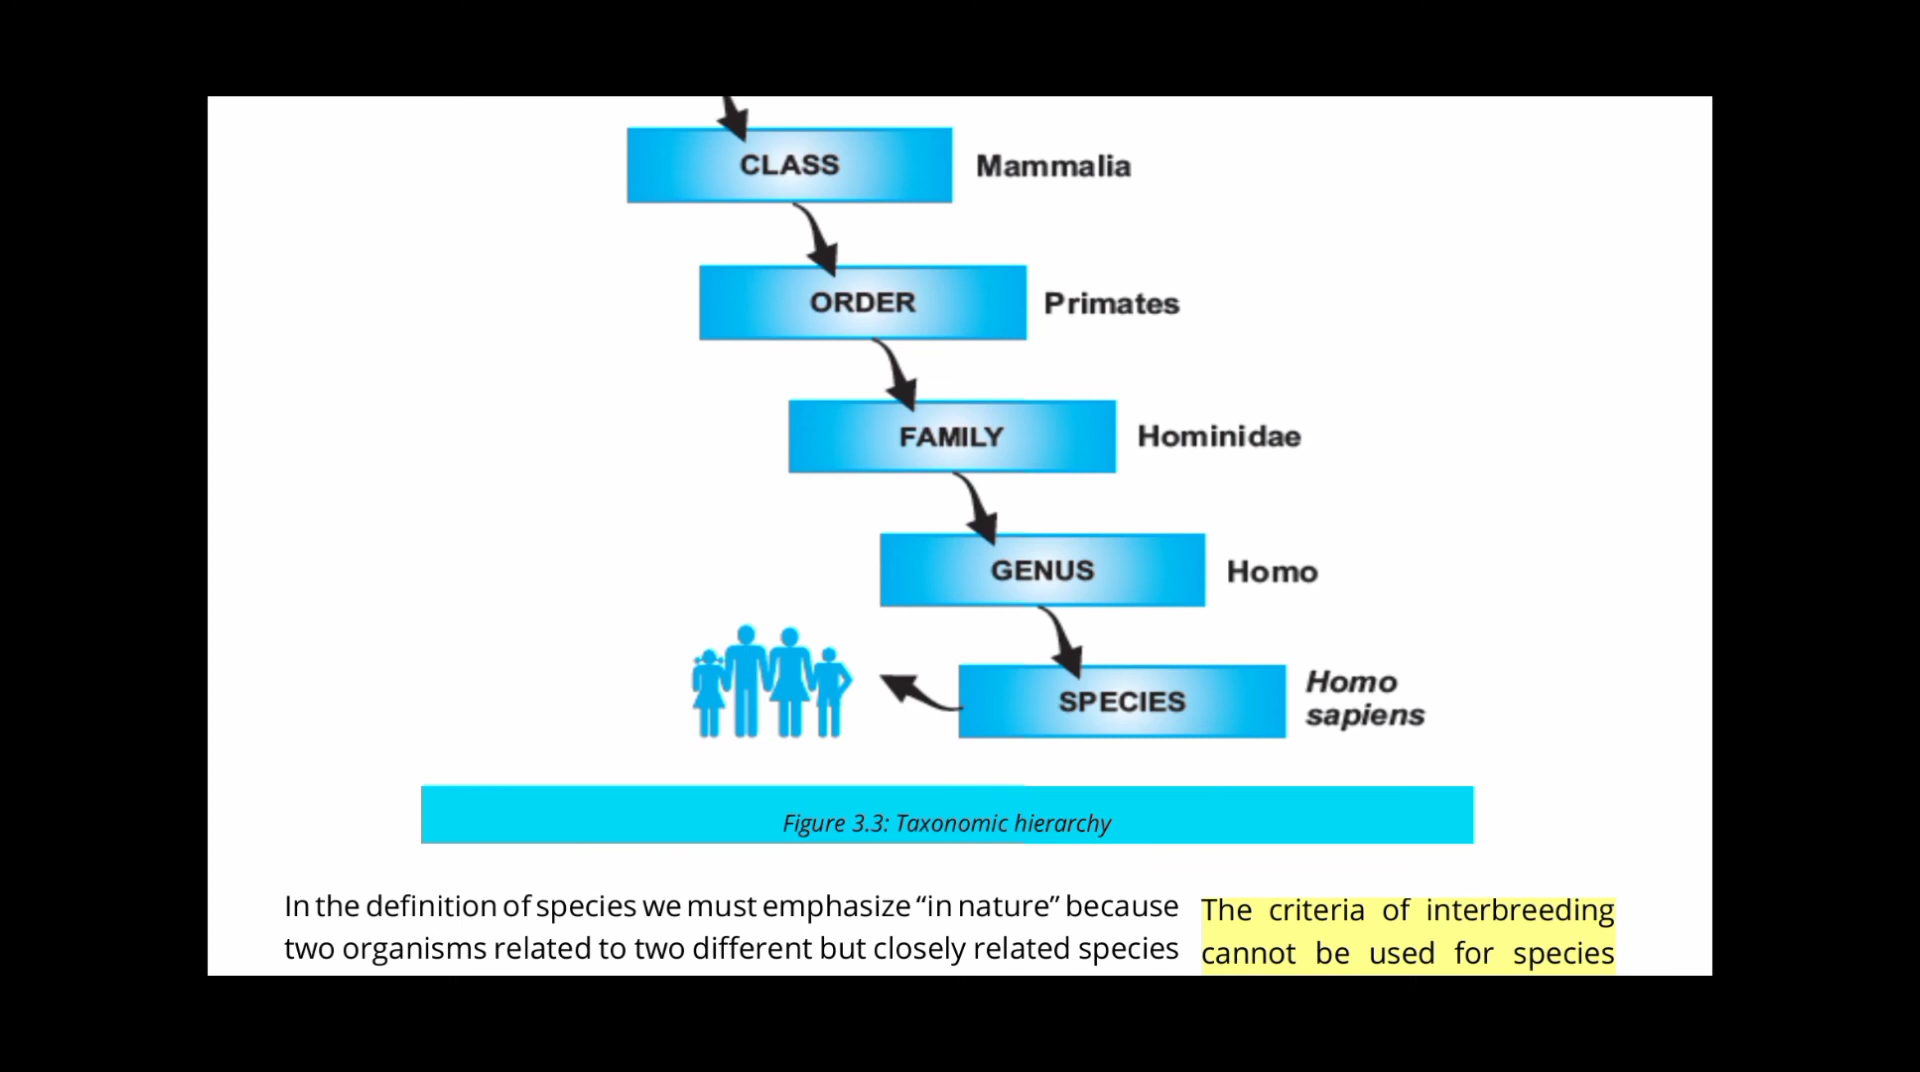 CLASS Mammalia
ORDER Primates
FAMILY Hominidae
GENUS Homo
SPECIES Homo
sapiens
Figure 3.3: Taxonomic hierarchy
In the definition of species we must emphasize “in nature” because
two organisms related to two different but closely related species
The criteria of interbreeding
cannot be used for species